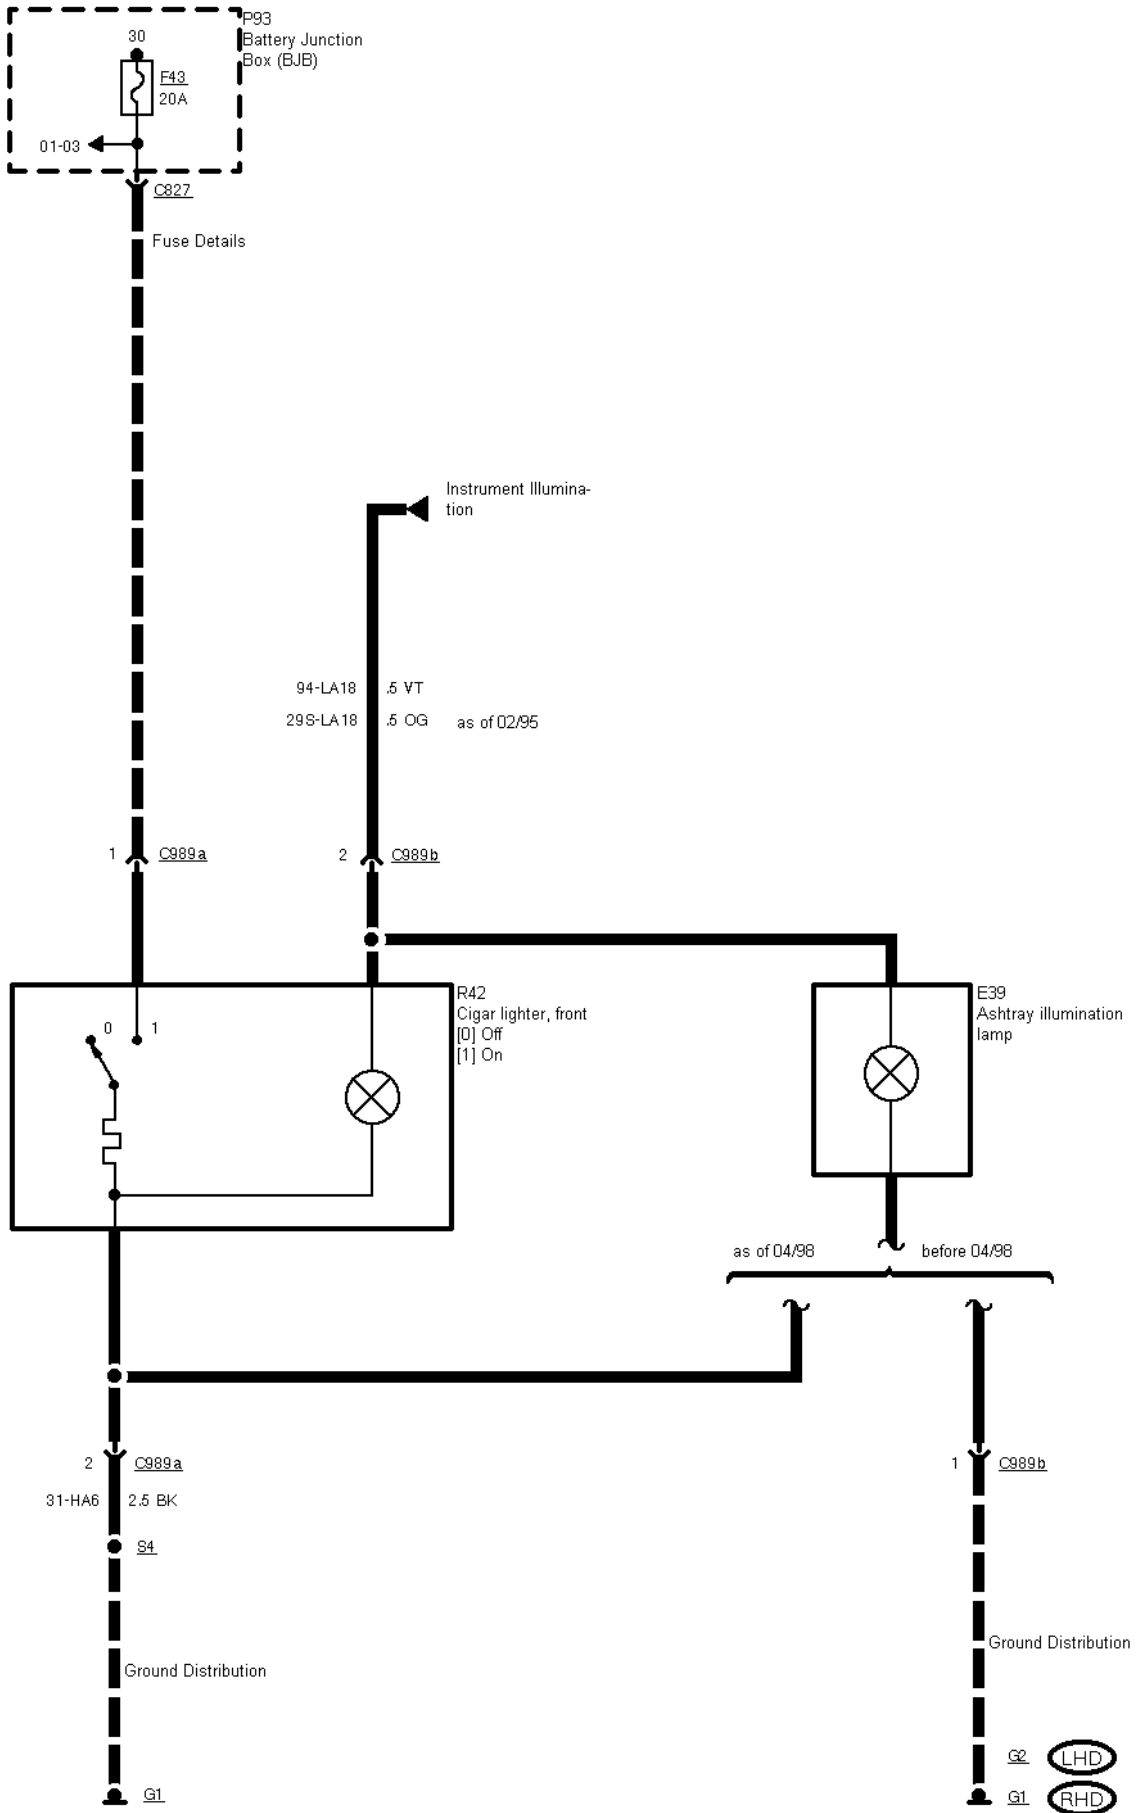 P93
Battery Junction
Box (BJB)
30
F43
20A
01-03
C827
Fuse Details
Instrument Illumina-
tion
94-LA18 .5 VT
29S-LA18 .5 OG as of 02/95
1 C989a
2 C989b
R42
Cigar lighter, front
[0] Off
[1] On
0 1
E39
Ashtray illumination
lamp
as of 04/98 before 04/98
2 C989a
1 C989b
31-HA6 2.5 BK
S4
Ground Distribution
Ground Distribution
G2 LHD
G1
G1 RHD